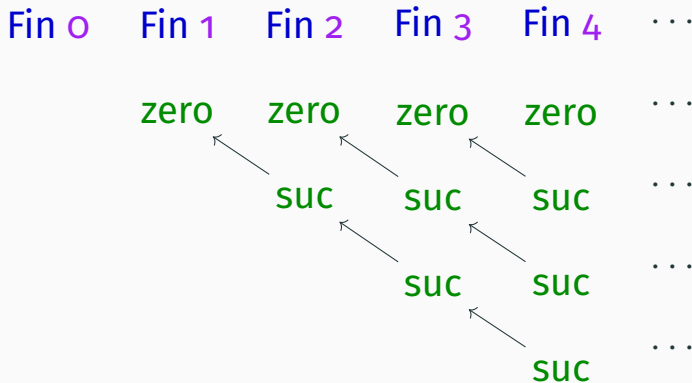 Fin 0 Fin 1 Fin 2 Fin 3 Fin 4 ...
zero zero zero zero ...
suc suc suc ...
suc suc ...
suc ...